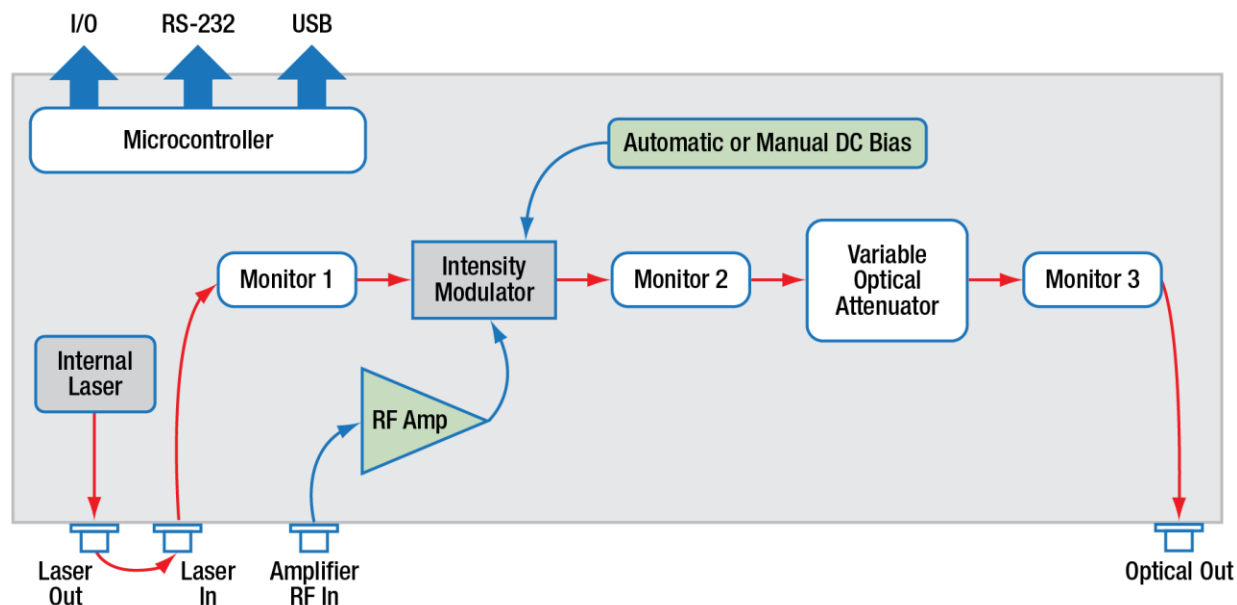 I/O
RS-232
USB
Microcontroller
Automatic or Manual DC Bias
Monitor 1
Intensity
Modulator
Monitor 2
Variable
Optical
Attenuator
Monitor 3
Internal
Laser
RF Amp
Laser
Out
Laser
In
Amplifier
RF In
Optical Out